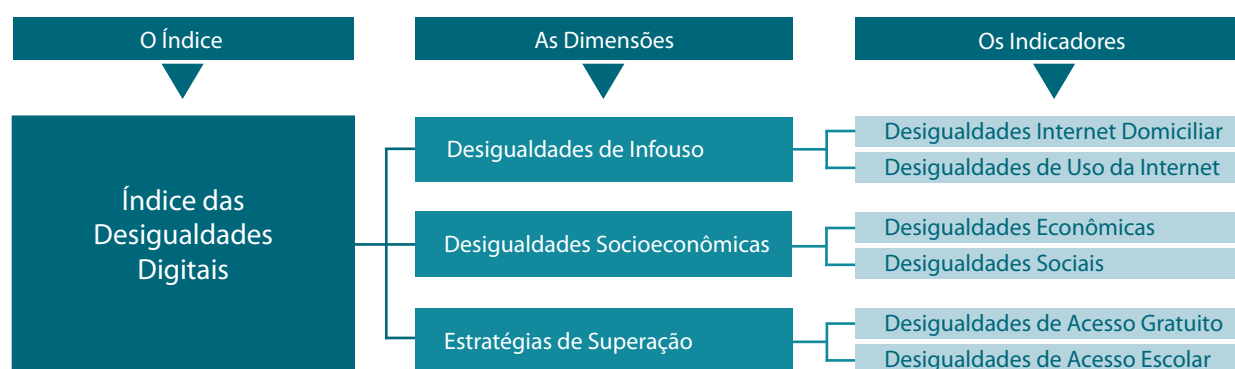 O Índice
As Dimensões
Os Indicadores
Índice das
Desigualdades
Digitais
Desigualdades de Infouso
Desigualdades Internet Domiciliar
Desigualdades de Uso da Internet
Desigualdades Socioeconômicas
Desigualdades Econômicas
Desigualdades Sociais
Estratégias de Superação
Desigualdades de Acesso Gratuito
Desigualdades de Acesso Escolar